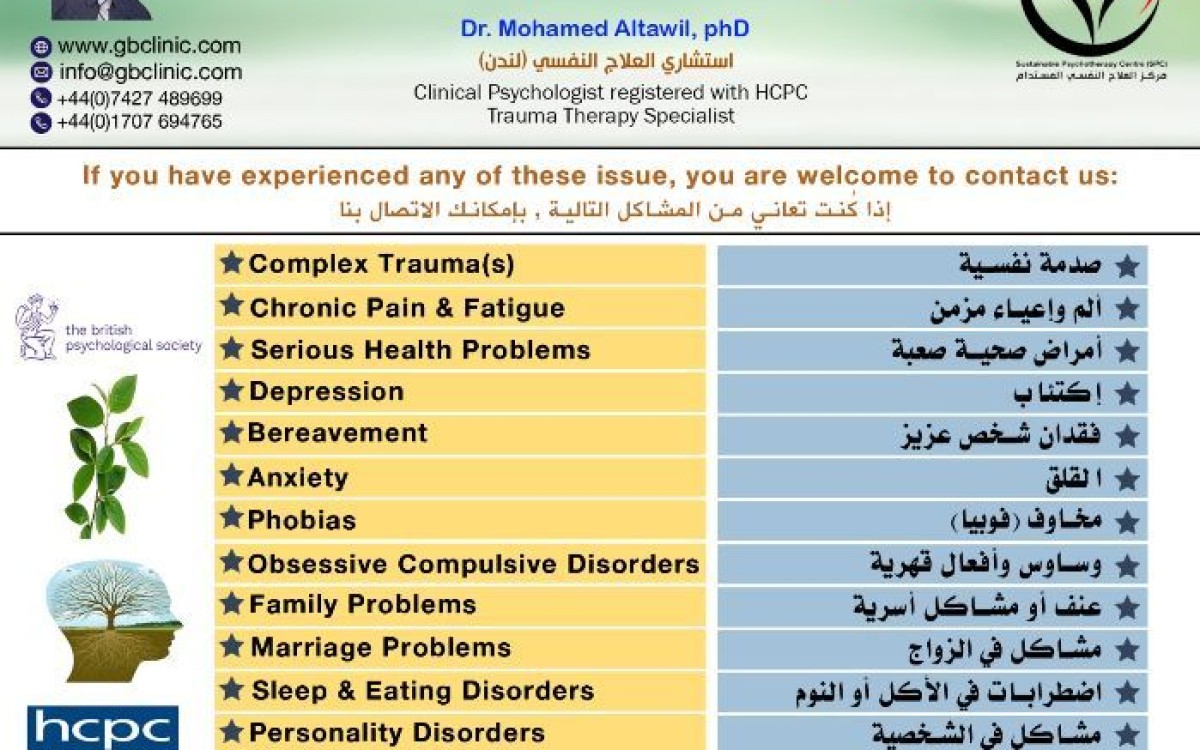 www.gbclinic.com
info@gbclinic.com
+44(0)7427 489699
+44(0)1707 694765
Dr. Mohamed Altawil, phD
استشاري العلاج النفسي (لندن)
Clinical Psychologist registered with HCPC
Trauma Therapy Specialist
Sustainable Psychotherapy Centre (SPC)
مركز العلاج النفسي المستدام
If you have experienced any of these issue, you are welcome to contact us:
إذا كُنت تعاني من المشاكل التالية , بإمكانك الاتصال بنا
the british
psychological society
hcpc
Complex Trauma(s)
صدمة نفسية
Chronic Pain & Fatigue
ألم وإعياء مزمن
Serious Health Problems
أمراض صحية صعبة
Depression
إكتئاب
Bereavement
فقدان شخص عزيز
Anxiety
القلق
Phobias
مخاوف (فوبيا)
Obsessive Compulsive Disorders
وساوس وأفعال قهرية
Family Problems
عنف أو مشاكل أسرية
Marriage Problems
مشاكل في الزواج
Sleep & Eating Disorders
اضطرابات في الأكل أو النوم
Personality Disorders
مشاكل في الشخصية